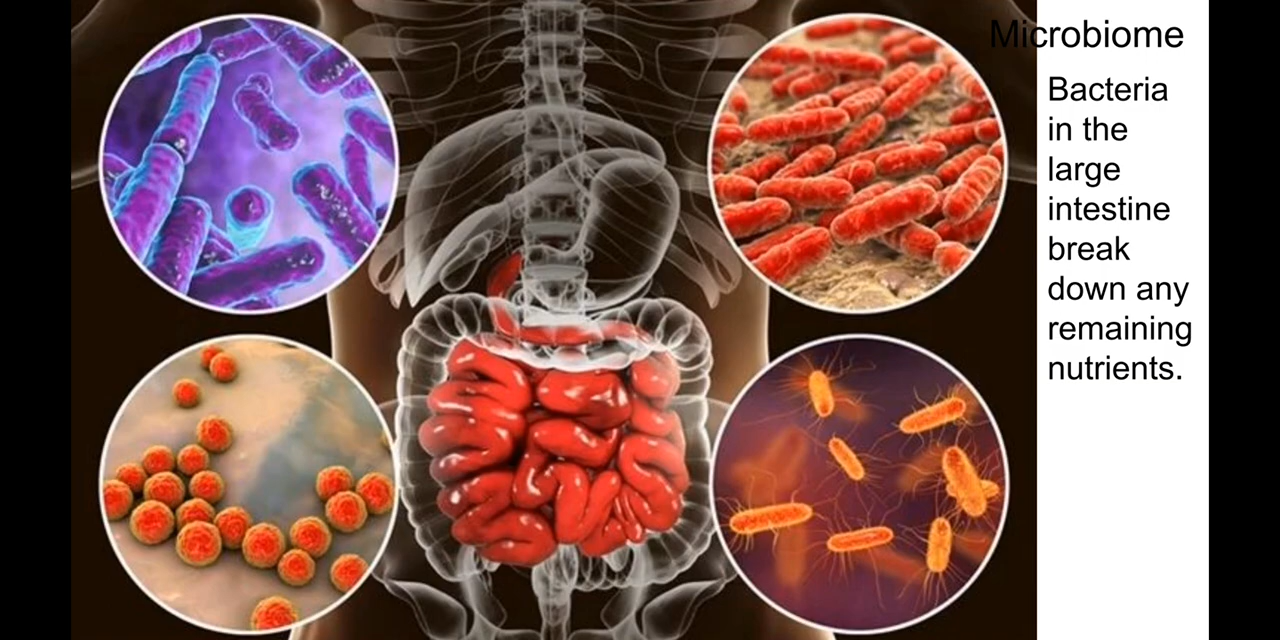 Microbiome
Bacteria
in the
large
intestine
break
down any
remaining
nutrients.